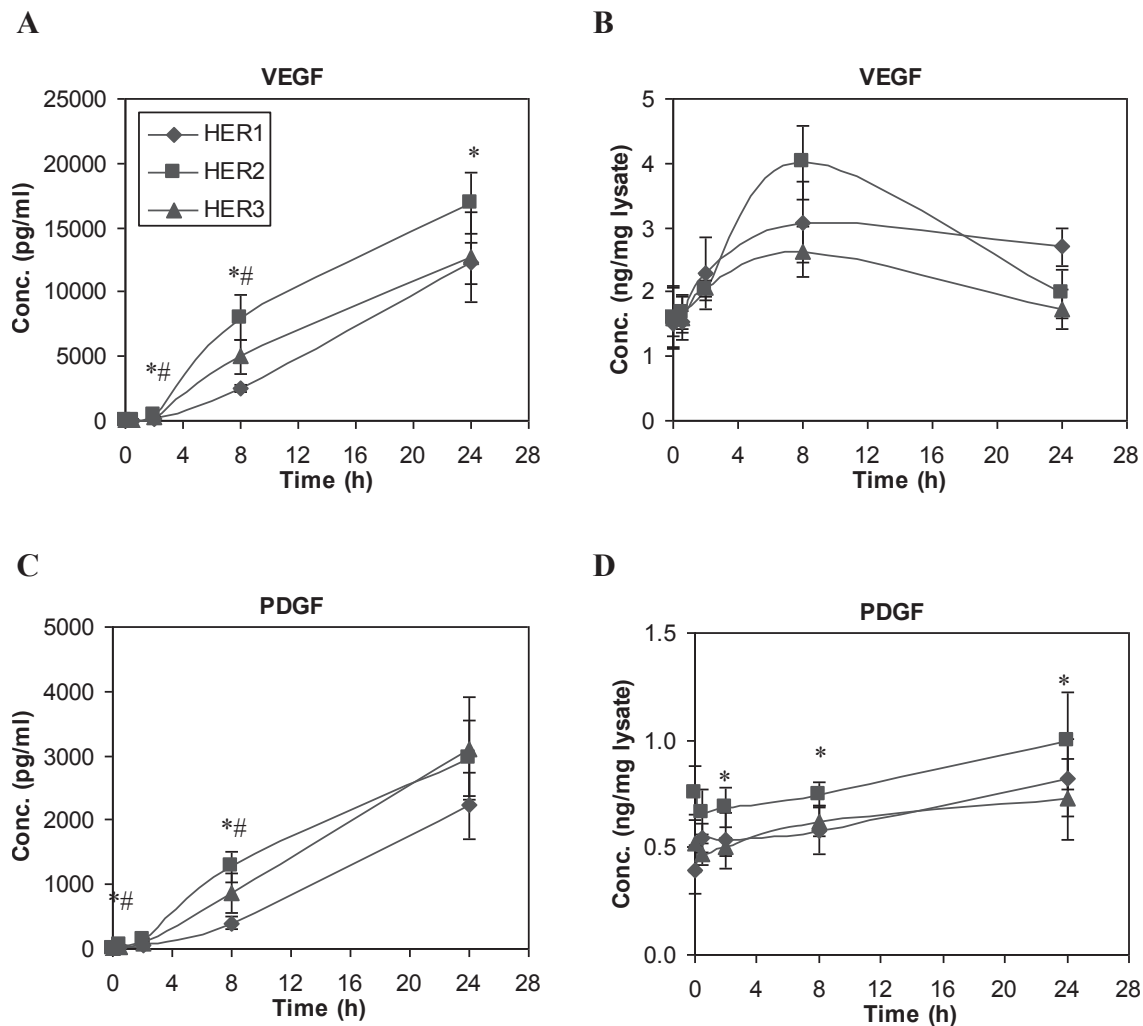 A
VEGF
Conc. (pg/ml)
25000
20000
15000
10000
5000
0
HER1
HER2
HER3
*#
*#
*
0 4 8 12 16 20 24 28
Time (h)
B
VEGF
Conc. (ng/mg lysate)
5
4
3
2
1
0
0 4 8 12 16 20 24 28
Time (h)
C
PDGF
Conc. (pg/ml)
5000
4000
3000
2000
1000
0
*#
*#
0 4 8 12 16 20 24 28
Time (h)
D
PDGF
Conc. (ng/mg lysate)
1.5
1.0
0.5
0.0
*
*
*
0 4 8 12 16 20 24 28
Time (h)